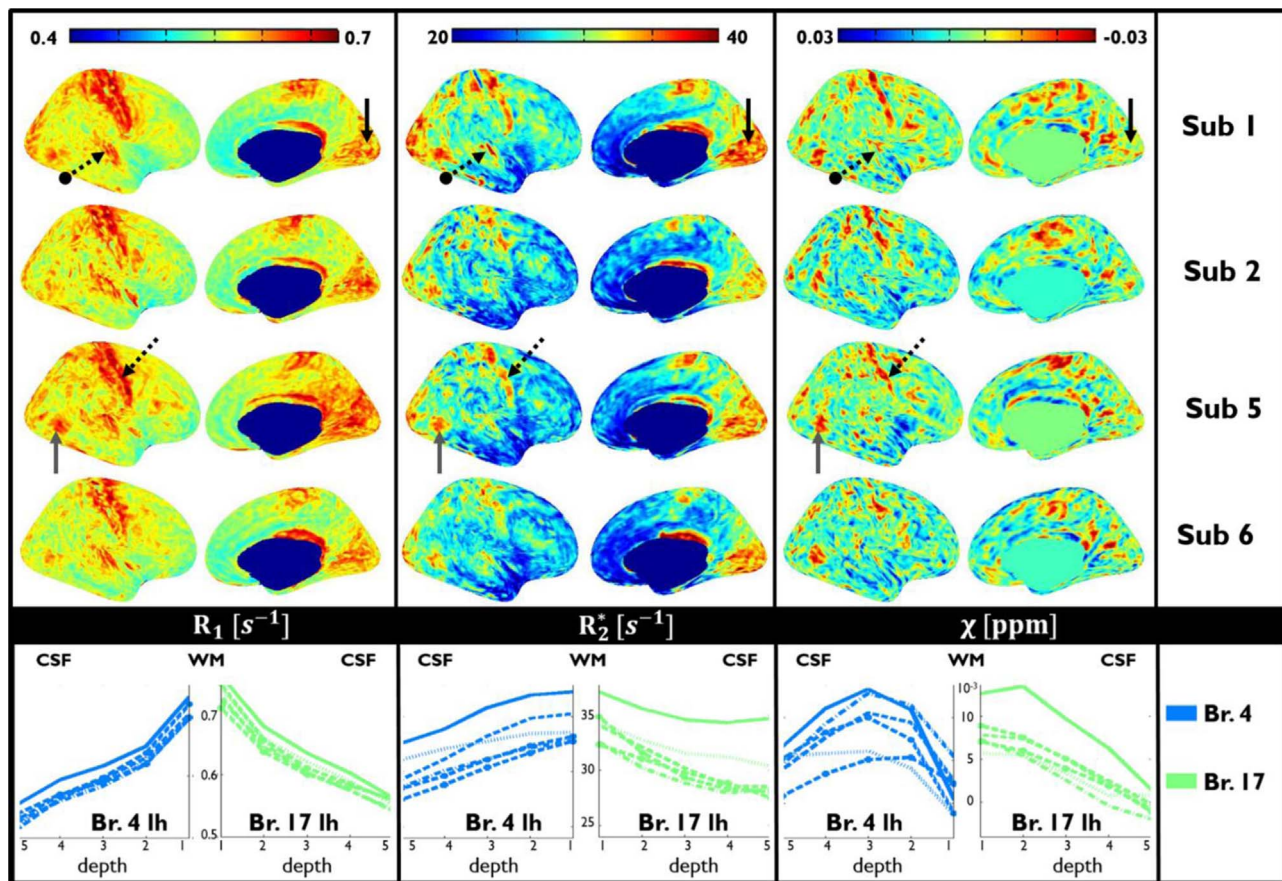 0.4 0.7 20 40 0.03 -0.03
Sub 1
Sub 2
Sub 5
Sub 6
R₁ [s⁻¹] R₂* [s⁻¹] χ [ppm]
CSF WM CSF CSF WM CSF CSF WM CSF
Br. 4
Br. 17
0.7
0.6
0.5
35
30
25
10⁻³
10
5
0
Br. 4 lh Br. 17 lh Br. 4 lh Br. 17 lh Br. 4 lh Br. 17 lh
5 4 3 2 1 1 2 3 4 5 5 4 3 2 1 1 2 3 4 5 5 4 3 2 1 1 2 3 4 5
depth depth depth depth depth depth